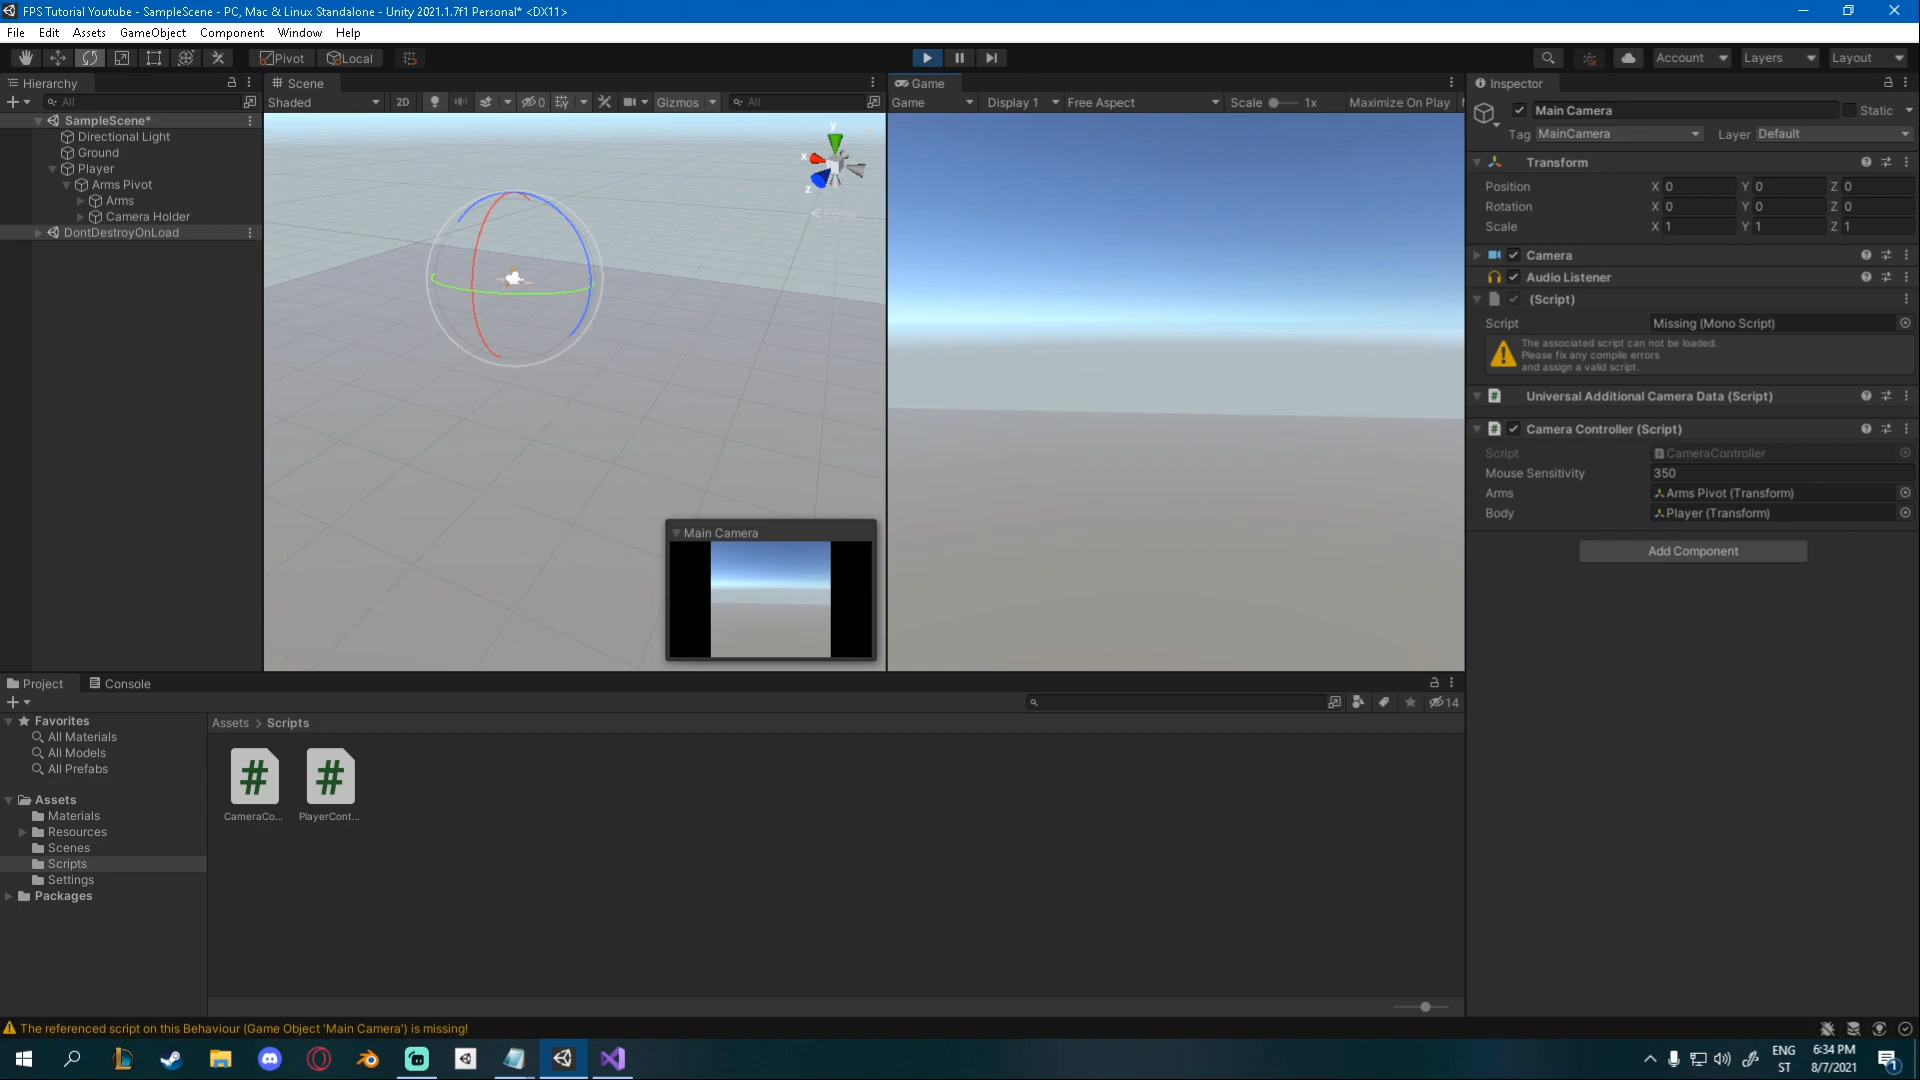 FPS Tutorial Youtube - SampleScene - PC, Mac & Linux Standalone - Unity 2021.1.7f1 Personal* <DX11>
File Edit Assets GameObject Component Window Help
Pivot Local
Account Layers Layout
Hierarchy
All
SampleScene*
Directional Light
Ground
Player
Arms Pivot
Arms
Camera Holder
DontDestroyOnLoad
Scene
Shaded 2D 0 Gizmos All
y
x
z
Persp
Main Camera
Game
Game Display 1 Free Aspect Scale 1x Maximize On Play
Inspector
Main Camera Static
Tag MainCamera Layer Default
Transform
Position X 0 Y 0 Z 0
Rotation X 0 Y 0 Z 0
Scale X 1 Y 1 Z 1
Camera
Audio Listener
(Script)
Script Missing (Mono Script)
The associated script can not be loaded.
Please fix any compile errors
and assign a valid script.
Universal Additional Camera Data (Script)
Camera Controller (Script)
Script CameraController
Mouse Sensitivity 350
Arms Arms Pivot (Transform)
Body Player (Transform)
Add Component
Project Console
14
Favorites
All Materials
All Models
All Prefabs
Assets
Materials
Resources
Scenes
Scripts
Settings
Packages
Assets > Scripts
CameraCo... PlayerCont...
The referenced script on this Behaviour (Game Object 'Main Camera') is missing!
ENG
ST
6:34 PM
8/7/2021
1